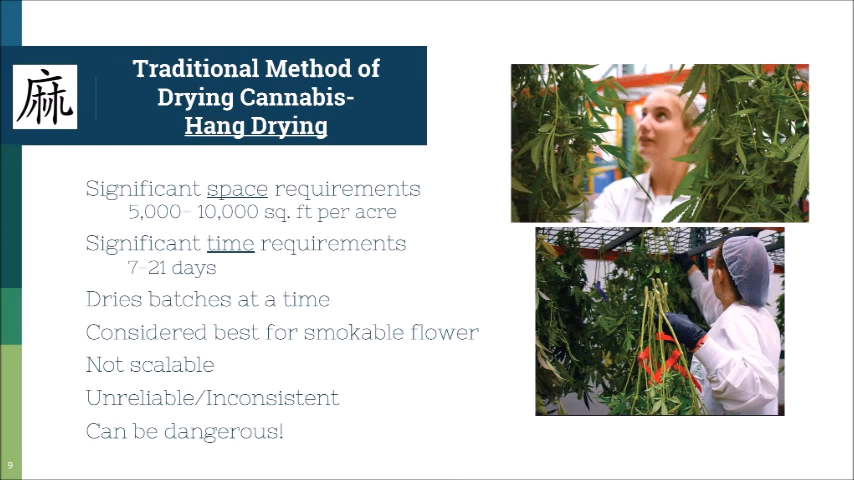 麻
Traditional Method of
Drying Cannabis-
Hang Drying
Significant space requirements
5,000- 10,000 sq. ft per acre
Significant time requirements
7-21 days
Dries batches at a time
Considered best for smokable flower
Not scalable
Unreliable/Inconsistent
Can be dangerous!
9